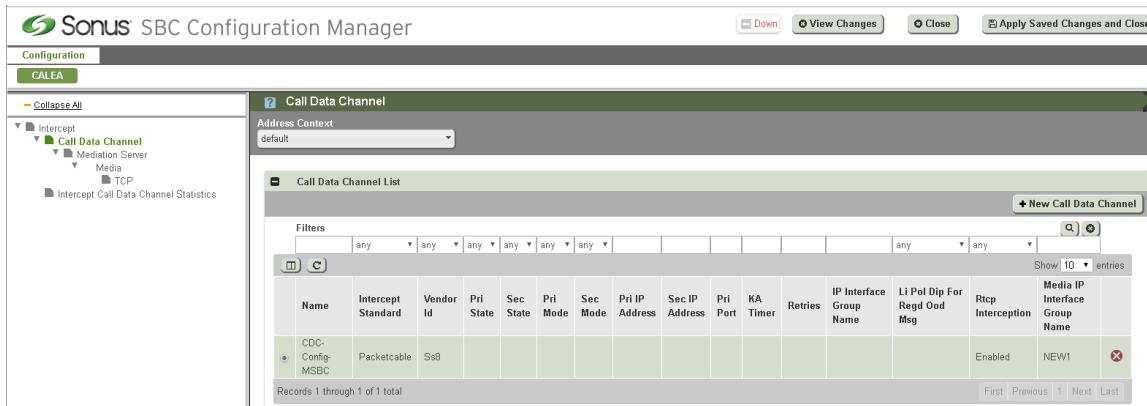 Sonus SBC Configuration Manager
Down View Changes Close Apply Saved Changes and Close
Configuration
CALEA
Collapse All
Intercept
Call Data Channel
Mediation Server
Media
TCP
Intercept Call Data Channel Statistics
? Call Data Channel
Address Context
default
Call Data Channel List
+ New Call Data Channel
Filters
any any any any any any any any
Show 10 entries
Name Intercept Standard Vendor Id Pri State Sec State Pri Mode Sec Mode Pri IP Address Sec IP Address Pri Port KA Timer Retries IP Interface Group Name Li Pol Dip For Regd Ood Msg Rtcp Interception Media IP Interface Group Name
CDC-Config-MSBC Packetcable Ss8 Enabled NEW1
Records 1 through 1 of 1 total
First Previous 1 Next Last